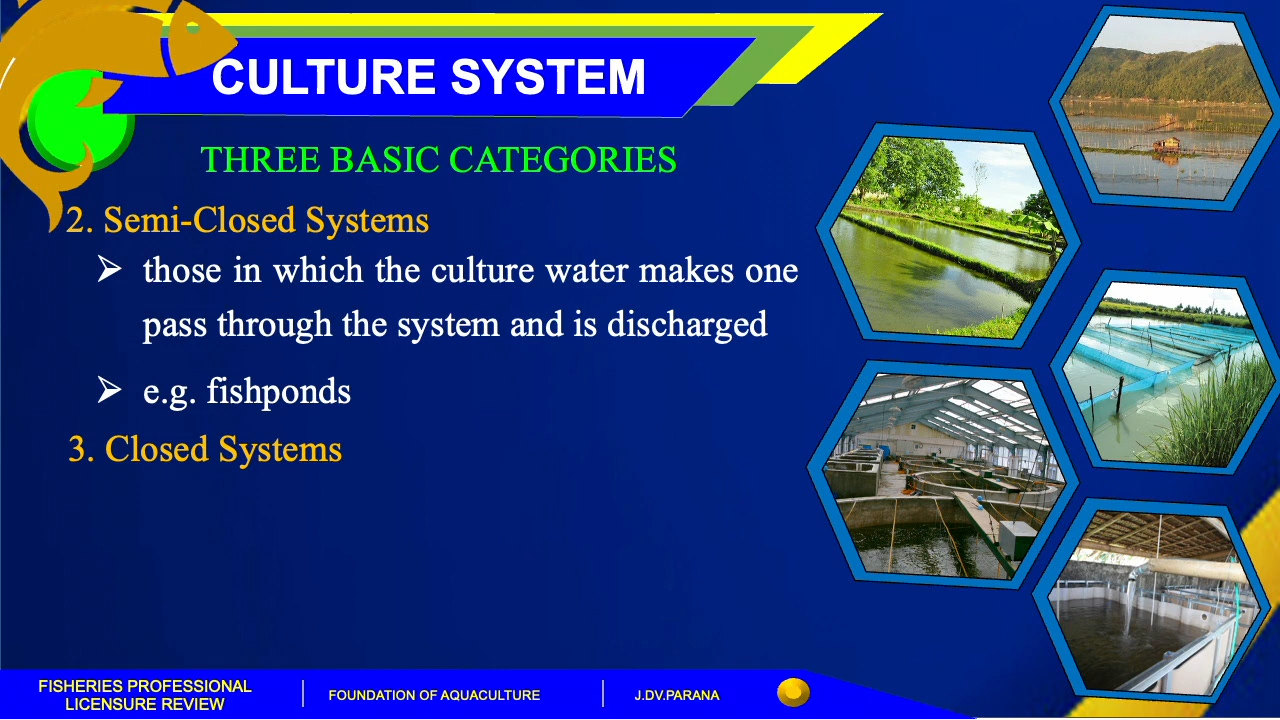 CULTURE SYSTEM
THREE BASIC CATEGORIES
2. Semi-Closed Systems
➢ those in which the culture water makes one
pass through the system and is discharged
➢ e.g. fishponds
3. Closed Systems
FISHERIES PROFESSIONAL
LICENSURE REVIEW
FOUNDATION OF AQUACULTURE
J.DV.PARANA